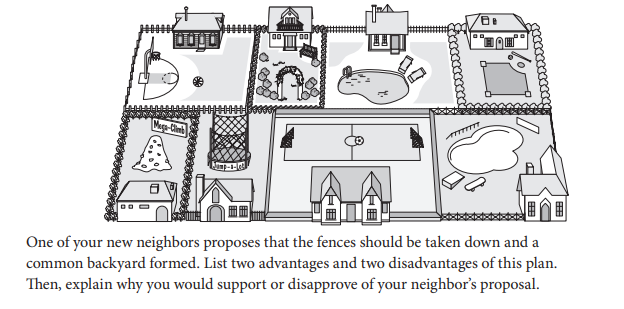 Mega-Climb
Jump-a-Lot
One of your new neighbors proposes that the fences should be taken down and a
common backyard formed. List two advantages and two disadvantages of this plan.
Then, explain why you would support or disapprove of your neighbor's proposal.